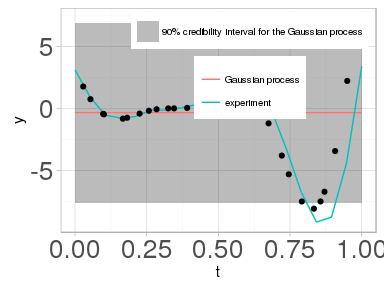 90% credibility interval for the Gaussian process
Gaussian process
experiment
5
0
-5
y
0.00 0.25 0.50 0.75 1.00
t